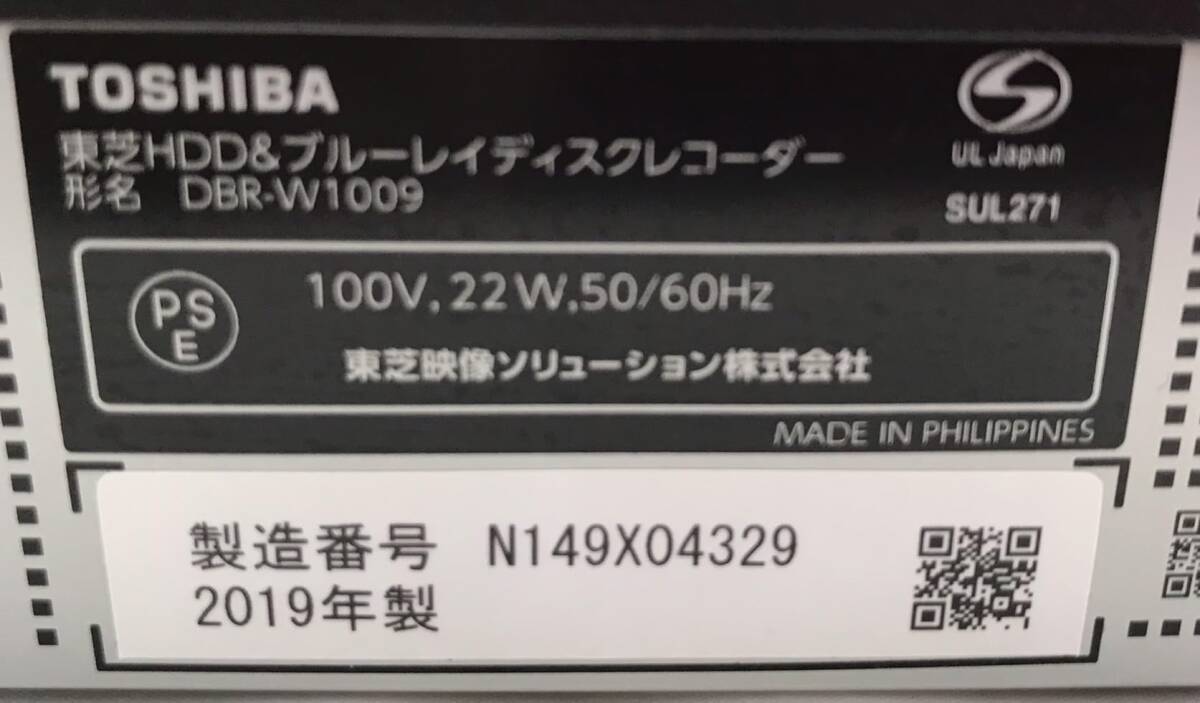 TOSHIBA
東芝HDD&ブルーレイディスクレコーダー
形名 DBR-W1009
UL Japan
SUL271
PS
E
100V,22W,50/60Hz
東芝映像ソリューション株式会社
MADE IN PHILIPPINES
製造番号 N149X04329
2019年製